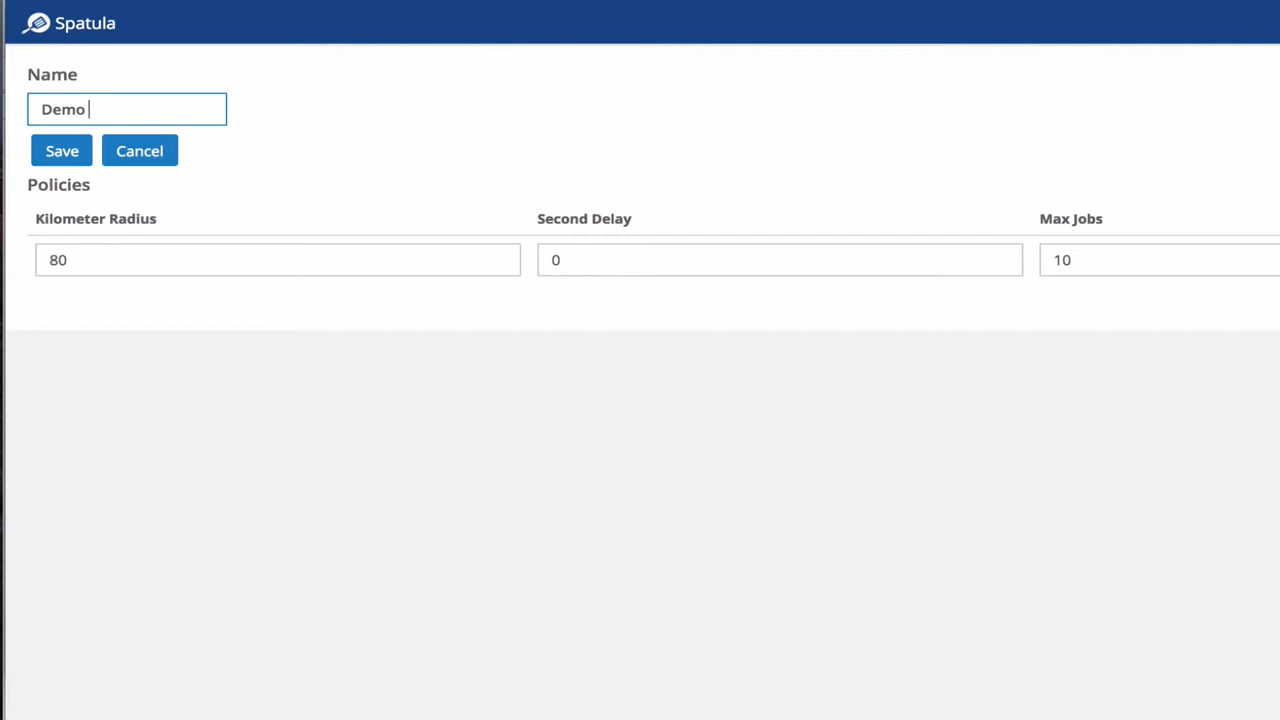 Spatula
Name
Demo
Save Cancel
Policies
Kilometer Radius Second Delay Max Jobs
80 0 10